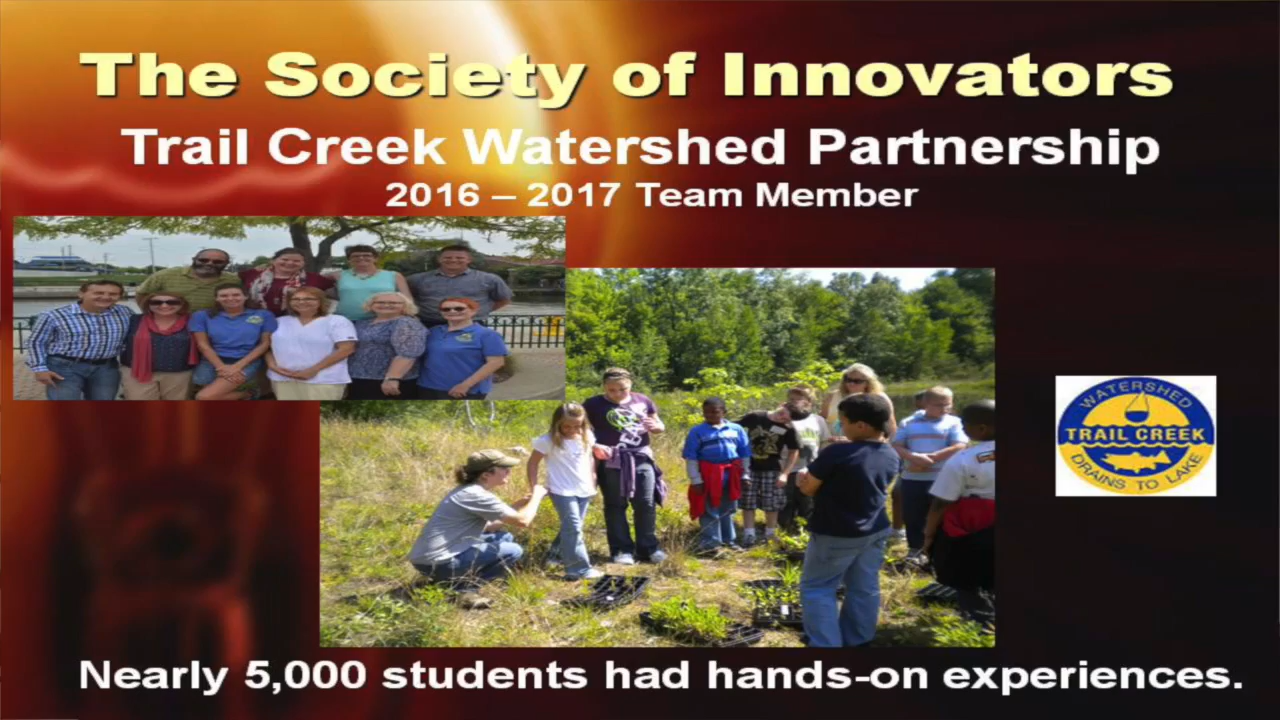 The Society of Innovators
Trail Creek Watershed Partnership
2016 – 2017 Team Member
PEACE
WATERSHED
TRAIL CREEK
DRAINS TO LAKE
Nearly 5,000 students had hands-on experiences.